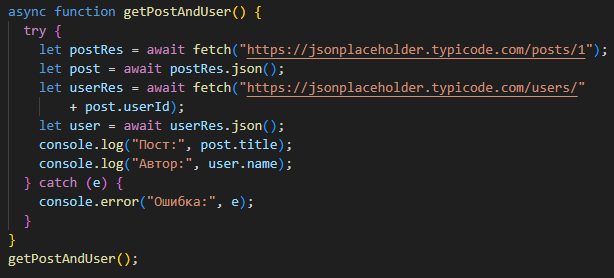 async function getPostAndUser() {
  try {
    let postRes = await fetch("https://jsonplaceholder.typicode.com/posts/1");
    let post = await postRes.json();
    let userRes = await fetch("https://jsonplaceholder.typicode.com/users/"
        + post.userId);
    let user = await userRes.json();
    console.log("Пост:", post.title);
    console.log("Автор:", user.name);
  } catch (e) {
    console.error("Ошибка:", e);
  }
}
getPostAndUser();